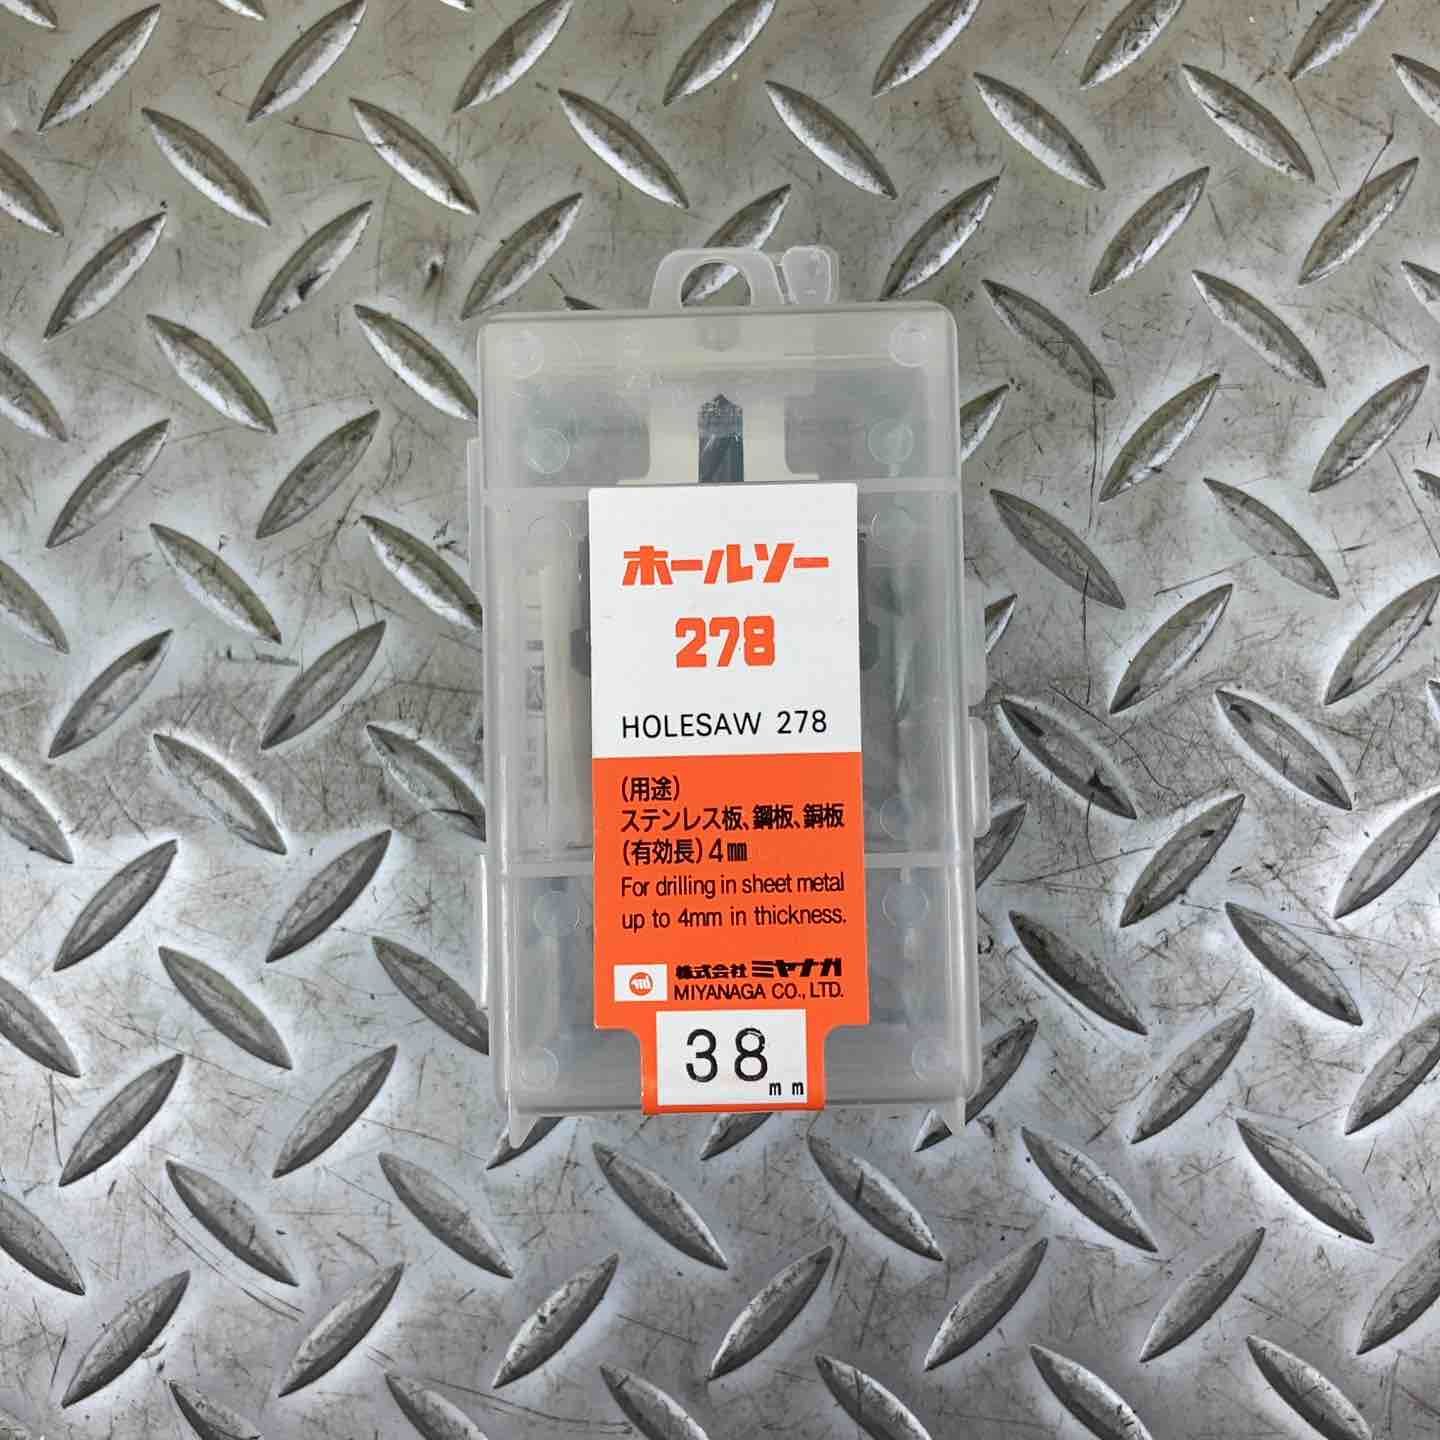 ホールソー
278
HOLESAW 278
(用途)
ステンレス板、鋼板、銅板
(有効長)4㎜
For drilling in sheet metal
up to 4mm in thickness.
株式会社 ミヤナガ
MIYANAGA CO., LTD.
38mm